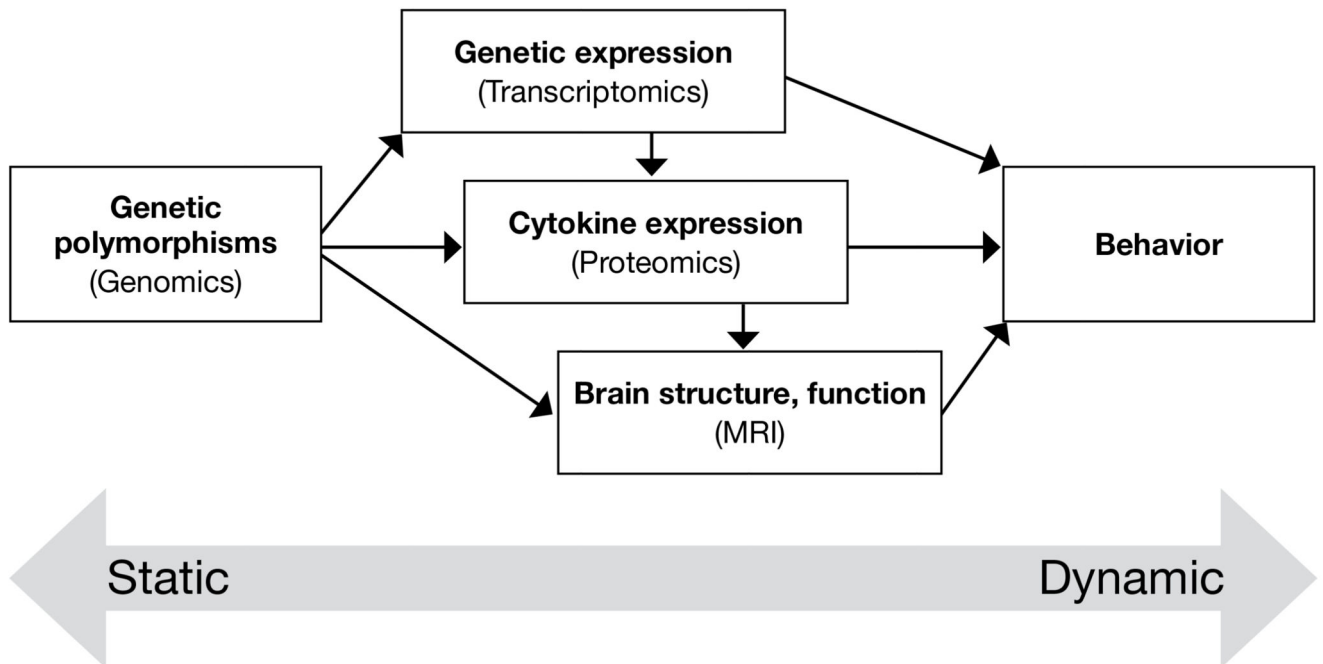 Genetic expression
(Transcriptomics)
Genetic
polymorphisms
(Genomics)
Cytokine expression
(Proteomics)
Behavior
Brain structure, function
(MRI)
Static
Dynamic